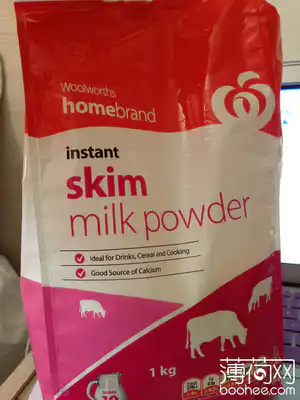 woolworths
homebrand
instant
skim
milk powder
Ideal for Drinks, Cereal and Cooking
Good Source of Calcium
1 kg
薄荷网
boohee.com